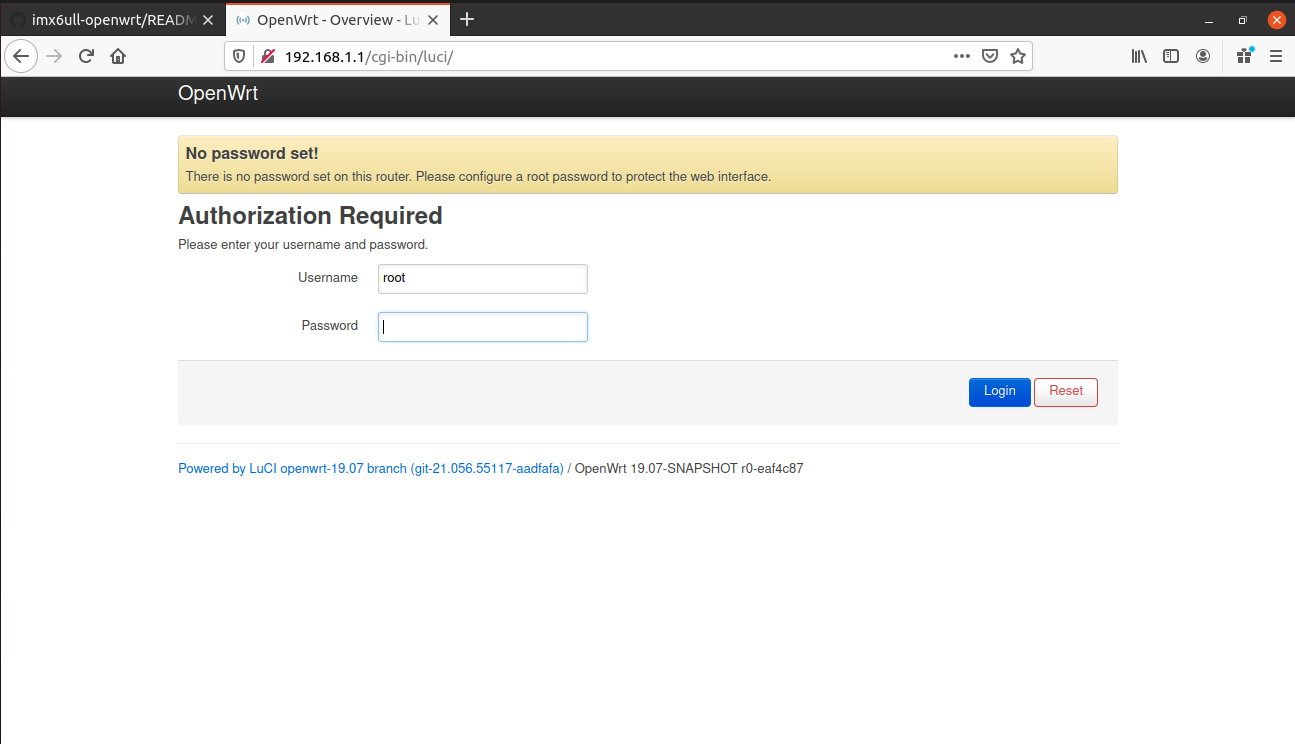 imx6ull-openwrt/READM
OpenWrt - Overview - Lu
192.168.1.1/cgi-bin/luci/
OpenWrt
No password set!
There is no password set on this router. Please configure a root password to protect the web interface.
Authorization Required
Please enter your username and password.
Username root
Password
Login Reset
Powered by LuCI openwrt-19.07 branch (git-21.056.55117-aadfafa) / OpenWrt 19.07-SNAPSHOT r0-eaf4c87